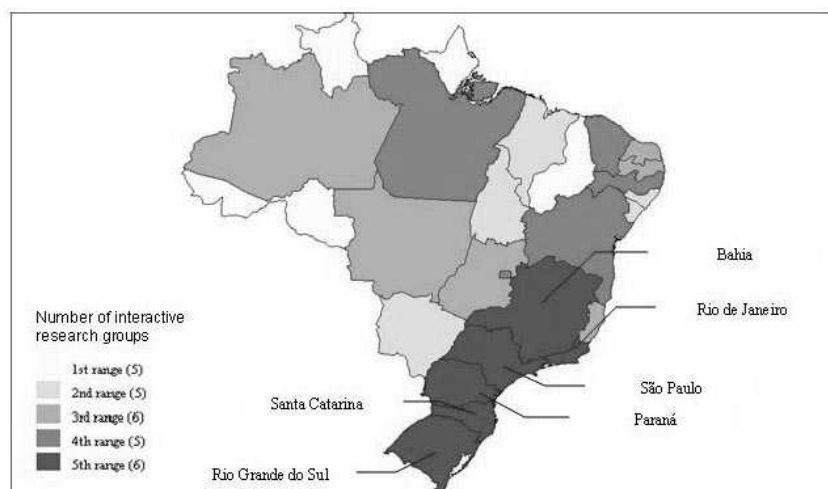 Bahia
Rio de Janeiro
Number of interactive
research groups
1st range (5)
2nd range (5)
3rd range (6)
4th range (5)
5th range (6)
São Paulo
Santa Catarina
Paraná
Rio Grande do Sul